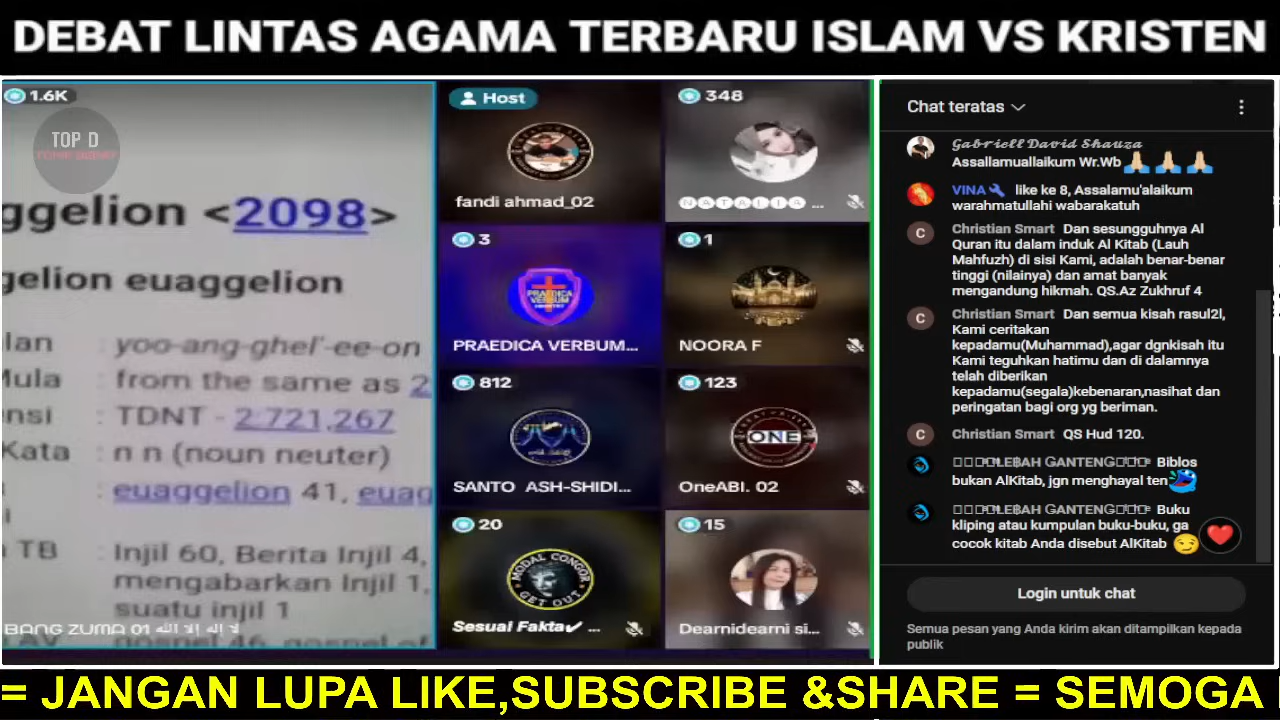 DEBAT LINTAS AGAMA TERBARU ISLAM VS KRISTEN
1.6K
TOP D
ggelion <2098>
gelion euaggelion
lan : yoo-ang-ghel'-ee-on
Mula : from the same as 2
nsi : TDNT - 2:721,267
Kata : n n (noun neuter)
: euaggelion 41, euag
i
TB : Injil 60, Berita Injil 4,
mengabarkan Injil 1,
suatu injil 1
BANG ZUMA 01
Host
fandi ahmad_02
348
NATALIA ...
3
PRAEDICA VERBUM
PRAEDICA VERBUM...
1
NOORA F
812
SANTO ASH-SHIDI...
123
ONE
OneABI. 02
20
MODAL CONGOR
GET OUT
Sesuai Fakta✔ ...
15
Dearnidearni si...
Chat teratas
Gabriell David Shauza
Assallamuallaikum Wr.Wb 🙏🙏🙏
VINA🔧 like ke 8, Assalamu'alaikum
warahmatullahi wabarakatuh
C Christian Smart Dan sesungguhnya Al
Quran itu dalam induk Al Kitab (Lauh
Mahfuzh) di sisi Kami, adalah benar-benar
tinggi (nilainya) dan amat banyak
mengandung hikmah. QS.Az Zukhruf 4
C Christian Smart Dan semua kisah rasul2l,
Kami ceritakan
kepadamu(Muhammad),agar dgnkisah itu
Kami teguhkan hatimu dan di dalamnya
telah diberikan
kepadamu(segala)kebenaran,nasihat dan
peringatan bagi org yg beriman.
C Christian Smart QS Hud 120.
LEBAH GANTENG Biblos
bukan AlKitab, jgn menghayal ten
LEBAH GANTENG Buku
kliping atau kumpulan buku-buku, ga
cocok kitab Anda disebut AlKitab 😏
Login untuk chat
Semua pesan yang Anda kirim akan ditampilkan kepada
publik
= JANGAN LUPA LIKE,SUBSCRIBE &SHARE = SEMOGA